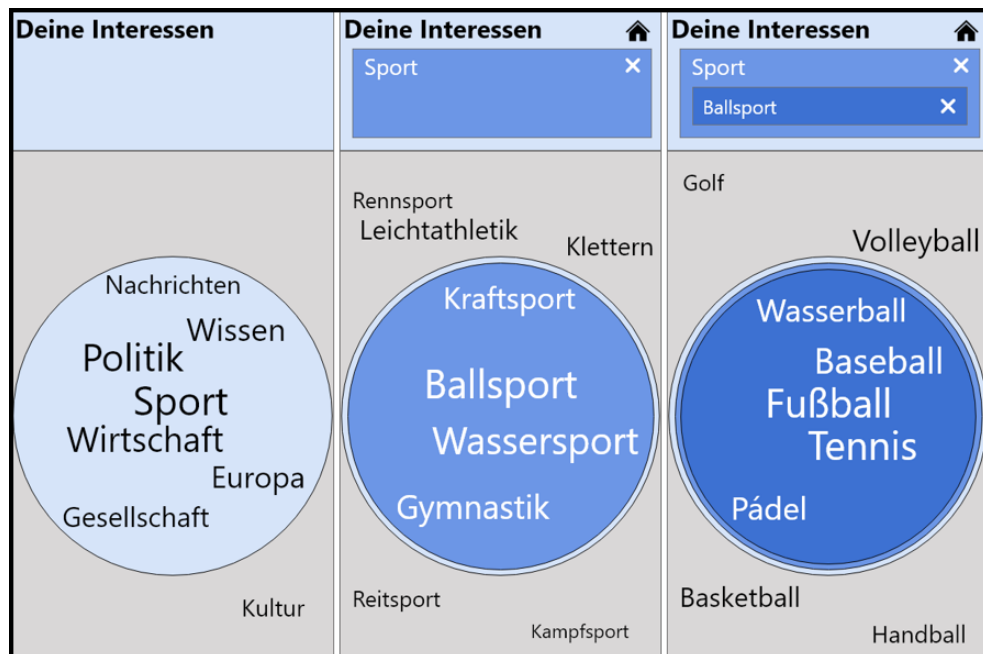 Deine Interessen
Nachrichten
Wissen
Politik
Sport
Wirtschaft
Europa
Gesellschaft
Kultur
Deine Interessen
Sport
Rennsport
Leichtathletik
Klettern
Kraftsport
Ballsport
Wassersport
Gymnastik
Reitsport
Kampfsport
Deine Interessen
Sport
Ballsport
Golf
Volleyball
Wasserball
Baseball
Fußball
Tennis
Pádel
Basketball
Handball